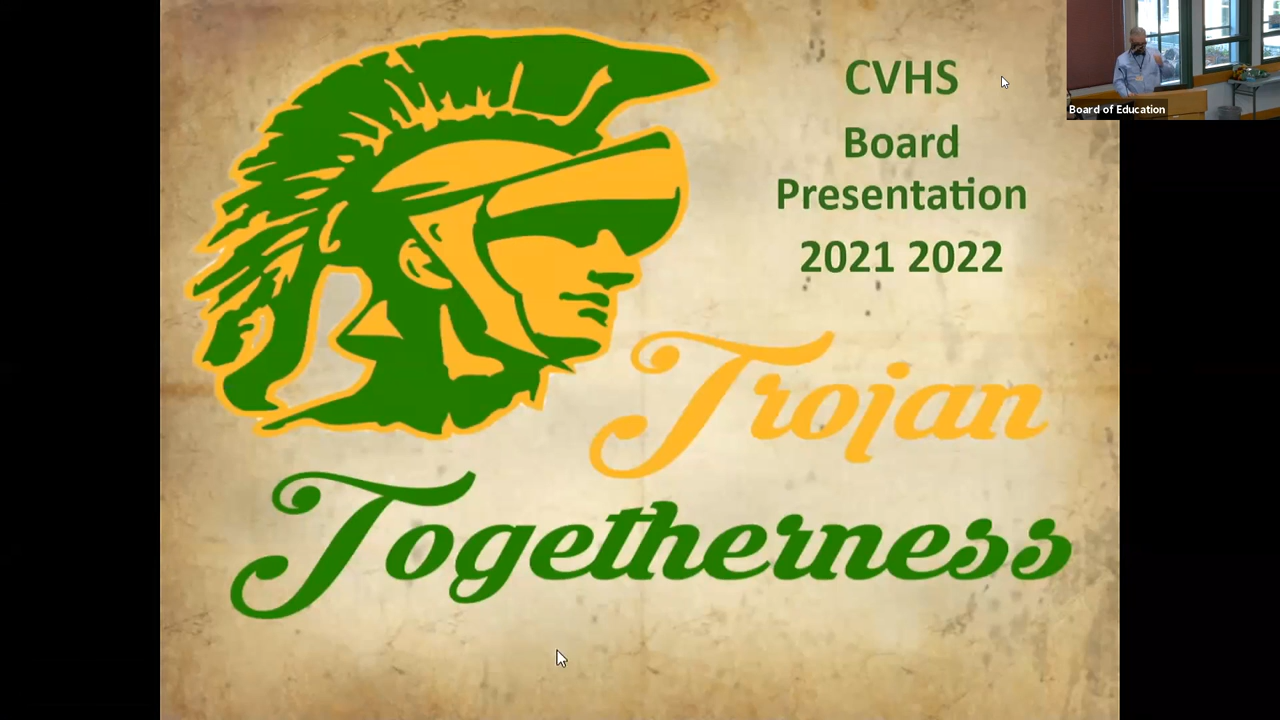 CVHS
Board
Presentation
2021 2022
Board of Education
Trojan
Togetherness